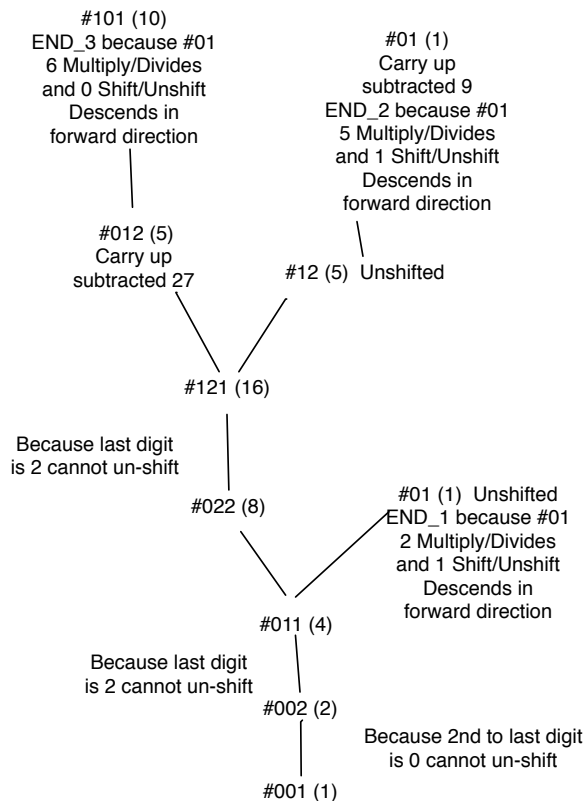 #101 (10)
END_3 because #01
6 Multiply/Divides
and 0 Shift/Unshift
Descends in
forward direction
#01 (1)
Carry up
subtracted 9
END_2 because #01
5 Multiply/Divides
and 1 Shift/Unshift
Descends in
forward direction
#012 (5)
Carry up
subtracted 27
#12 (5) Unshifted
#121 (16)
Because last digit
is 2 cannot un-shift
#022 (8)
#01 (1) Unshifted
END_1 because #01
2 Multiply/Divides
and 1 Shift/Unshift
Descends in
forward direction
#011 (4)
Because last digit
is 2 cannot un-shift
#002 (2)
Because 2nd to last digit
is 0 cannot un-shift
#001 (1)